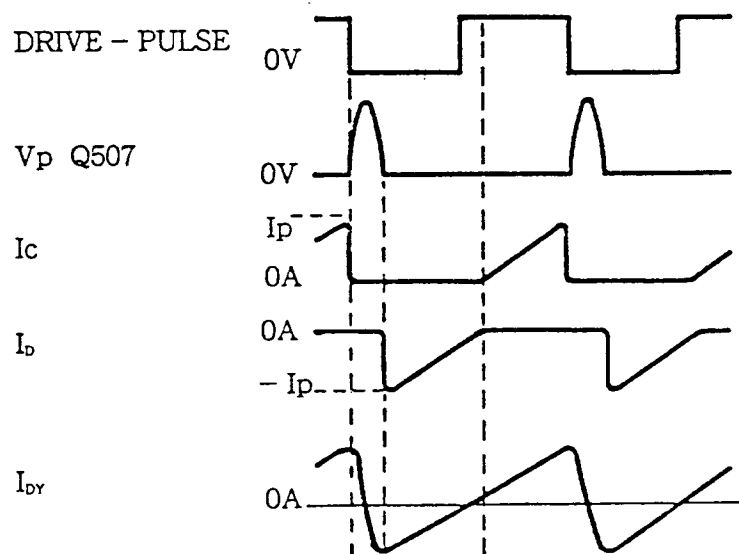 DRIVE – PULSE
0V
Vp Q507
0V
Ic
Ip
0A
ID
0A
– Ip
IDY
0A